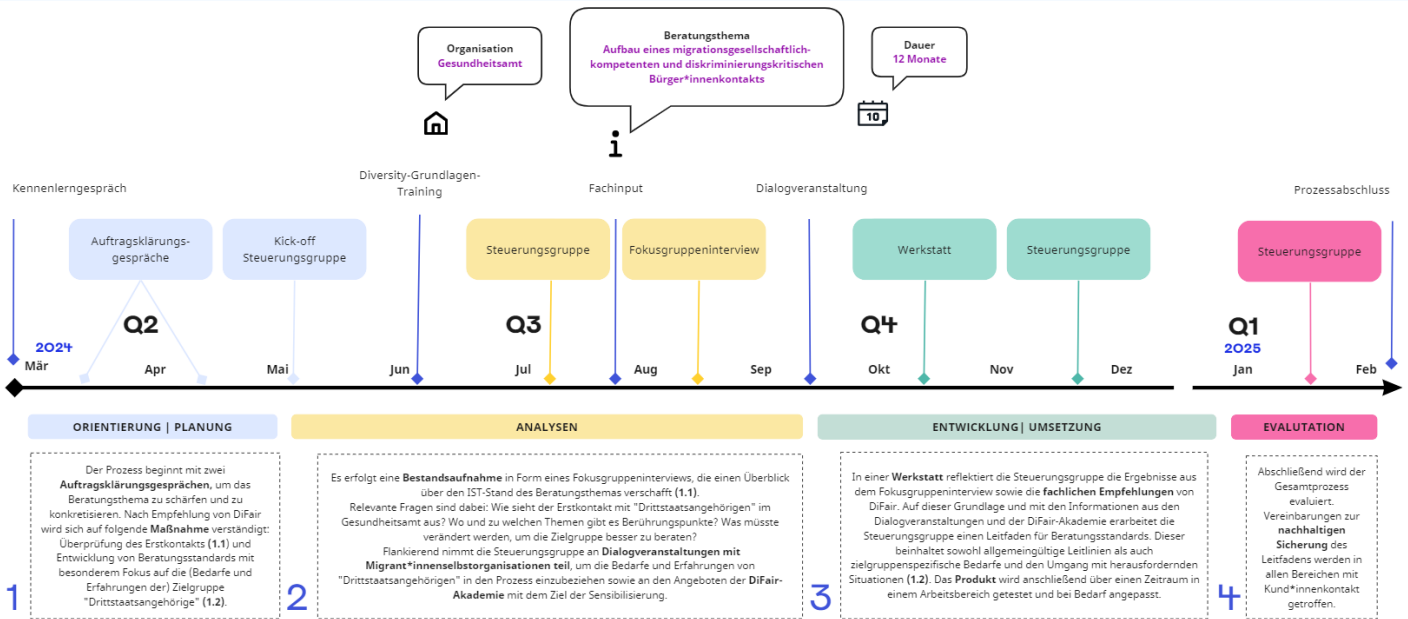 Organisation
Gesundheitsamt
Beratungsthema
Aufbau eines migrationsgesellschaftlich-
kompetenten und diskriminierungskritischen
Bürger*innenkontakts
Dauer
12 Monate
10
Kennenlerngespräch
Diversity-Grundlagen-
Training
Fachinput
Dialogveranstaltung
Prozessabschluss
Auftragsklärungs-
gespräche
Kick-off
Steuerungsgruppe
Steuerungsgruppe
Fokusgruppeninterview
Werkstatt
Steuerungsgruppe
Steuerungsgruppe
Q2
Q3
Q4
Q1
2024
2025
Mär
Apr
Mai
Jun
Jul
Aug
Sep
Okt
Nov
Dez
Jan
Feb
ORIENTIERUNG | PLANUNG
ANALYSEN
ENTWICKLUNG| UMSETZUNG
EVALUTATION
1
Der Prozess beginnt mit zwei
Auftragsklärungsgesprächen, um das
Beratungsthema zu schärfen und zu
konkretisieren. Nach Empfehlung von DiFair
wird sich auf folgende Maßnahme verständigt:
Überprüfung des Erstkontakts (1.1) und
Entwicklung von Beratungsstandards mit
besonderem Fokus auf die (Bedarfe und
Erfahrungen der) Zielgruppe
"Drittstaatsangehörige" (1.2).
2
Es erfolgt eine Bestandsaufnahme in Form eines Fokusgruppeninterviews, die einen Überblick
über den IST-Stand des Beratungsthemas verschafft (1.1).
Relevante Fragen sind dabei: Wie sieht der Erstkontakt mit "Drittstaatsangehörigen" im
Gesundheitsamt aus? Wo und zu welchen Themen gibt es Berührungspunkte? Was müsste
verändert werden, um die Zielgruppe besser zu beraten?
Flankierend nimmt die Steuerungsgruppe an Dialogveranstaltungen mit
Migrant*innenselbstorganisationen teil, um die Bedarfe und Erfahrungen von
"Drittstaatsangehörigen" in den Prozess einzubeziehen sowie an den Angeboten der DiFair-
Akademie mit dem Ziel der Sensibilisierung.
3
In einer Werkstatt reflektiert die Steuerungsgruppe die Ergebnisse aus
dem Fokusgruppeninterview sowie die fachlichen Empfehlungen von
DiFair. Auf dieser Grundlage und mit den Informationen aus den
Dialogveranstaltungen und der DiFair-Akademie erarbeitet die
Steuerungsgruppe einen Leitfaden für Beratungsstandards. Dieser
beinhaltet sowohl allgemeingültige Leitlinien als auch
zielgruppenspezifische Bedarfe und den Umgang mit herausfordernden
Situationen (1.2). Das Produkt wird anschließend über einen Zeitraum in
einem Arbeitsbereich getestet und bei Bedarf angepasst.
4
Abschließend wird der
Gesamtprozess
evaluiert.
Vereinbarungen zur
nachhaltigen
Sicherung des
Leitfadens werden in
allen Bereichen mit
Kund*innenkontakt
getroffen.